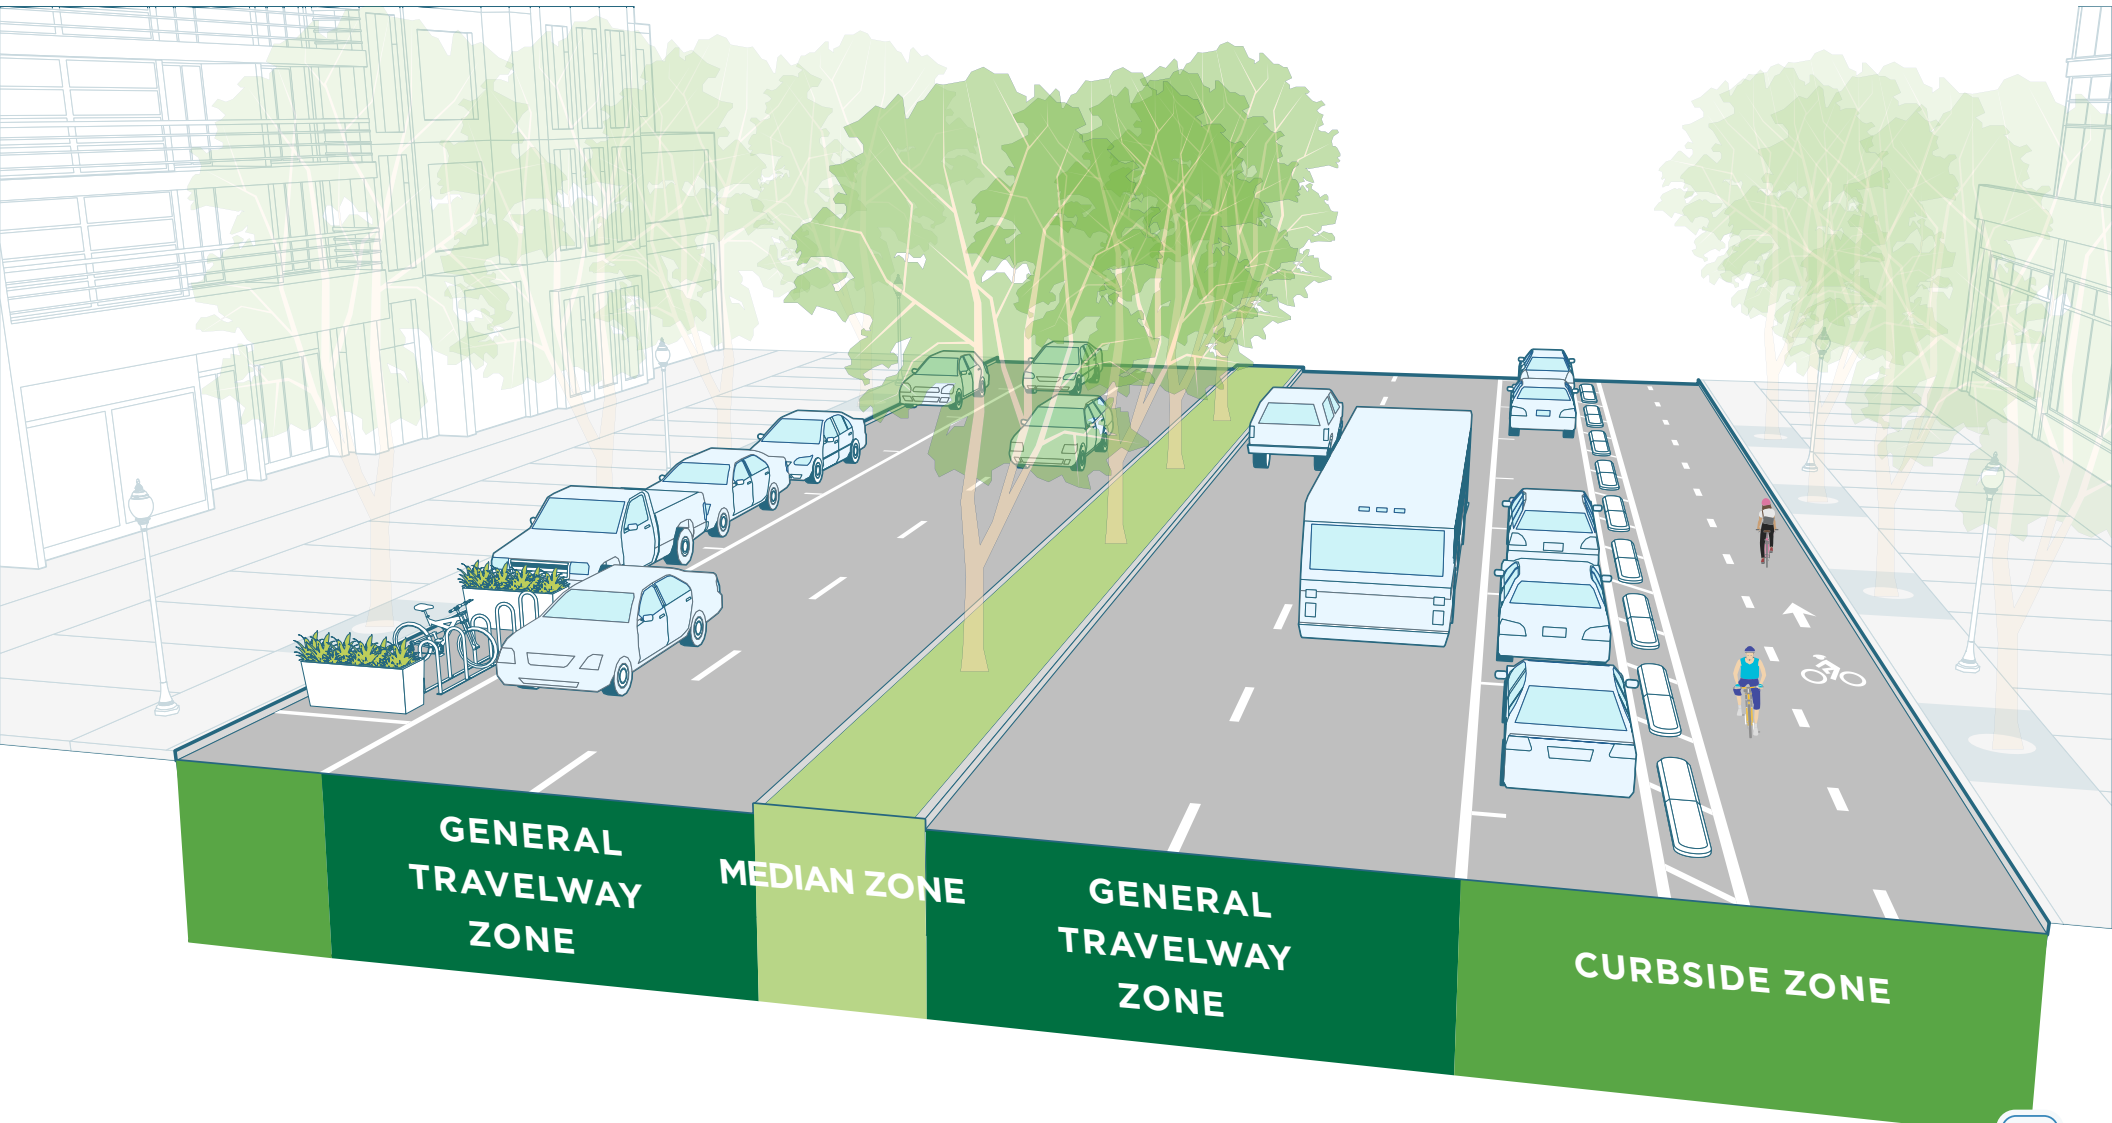 GENERAL
TRAVELWAY
ZONE
MEDIAN ZONE
GENERAL
TRAVELWAY
ZONE
CURBSIDE ZONE